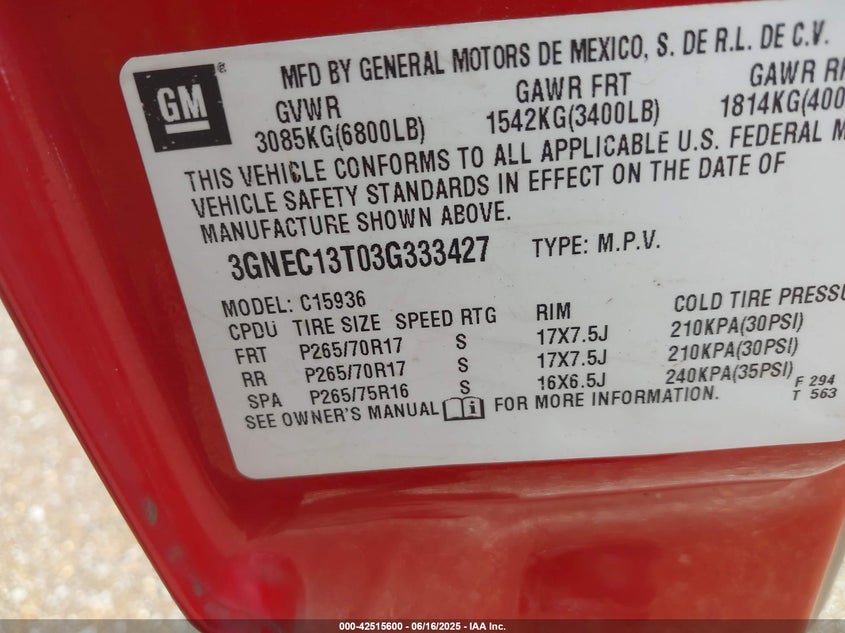 MFD BY GENERAL MOTORS DE MEXICO, S. DE R.L. DE C.V.
GM®
GVWR GAWR FRT GAWR
3085KG(6800LB) 1542KG(3400LB) 1814KG(400
THIS VEHICLE CONFORMS TO ALL APPLICABLE U.S. FEDERAL M
VEHICLE SAFETY STANDARDS IN EFFECT ON THE DATE OF
MANUFACTURE SHOWN ABOVE.
3GNEC13T03G333427 TYPE: M.P.V.
MODEL: C15936
CPDU TIRE SIZE SPEED RTG RIM COLD TIRE PRESSU
FRT P265/70R17 S 17X7.5J 210KPA(30PSI)
RR P265/70R17 S 17X7.5J 210KPA(30PSI)
SPA P265/75R16 S 16X6.5J 240KPA(35PSI)
SEE OWNER'S MANUAL i FOR MORE INFORMATION.
F 294
T 563
000-42515600 - 06/16/2025 - IAA Inc.